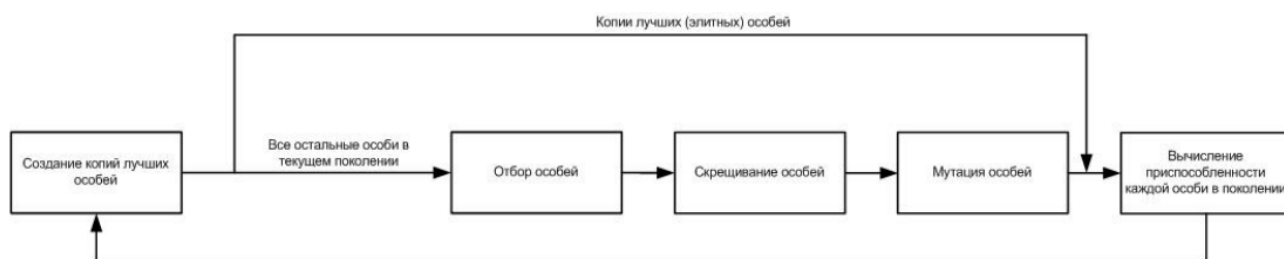 Копии лучших (элитных) особей
Все остальные особи в
текущем поколении
Создание копий лучших
особей
Отбор особей
Скрещивание особей
Мутация особей
Вычисление
приспособленности
каждой особи в поколении